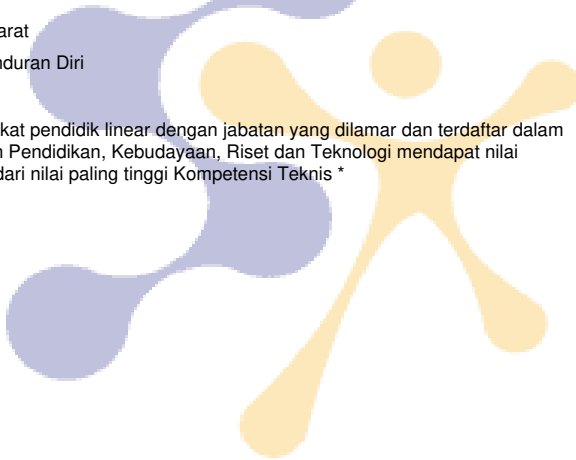 arat
nduran Diri
kat pendidik linear dengan jabatan yang dilamar dan terdaftar dalam
n Pendidikan, Kebudayaan, Riset dan Teknologi mendapat nilai
dari nilai paling tinggi Kompetensi Teknis *